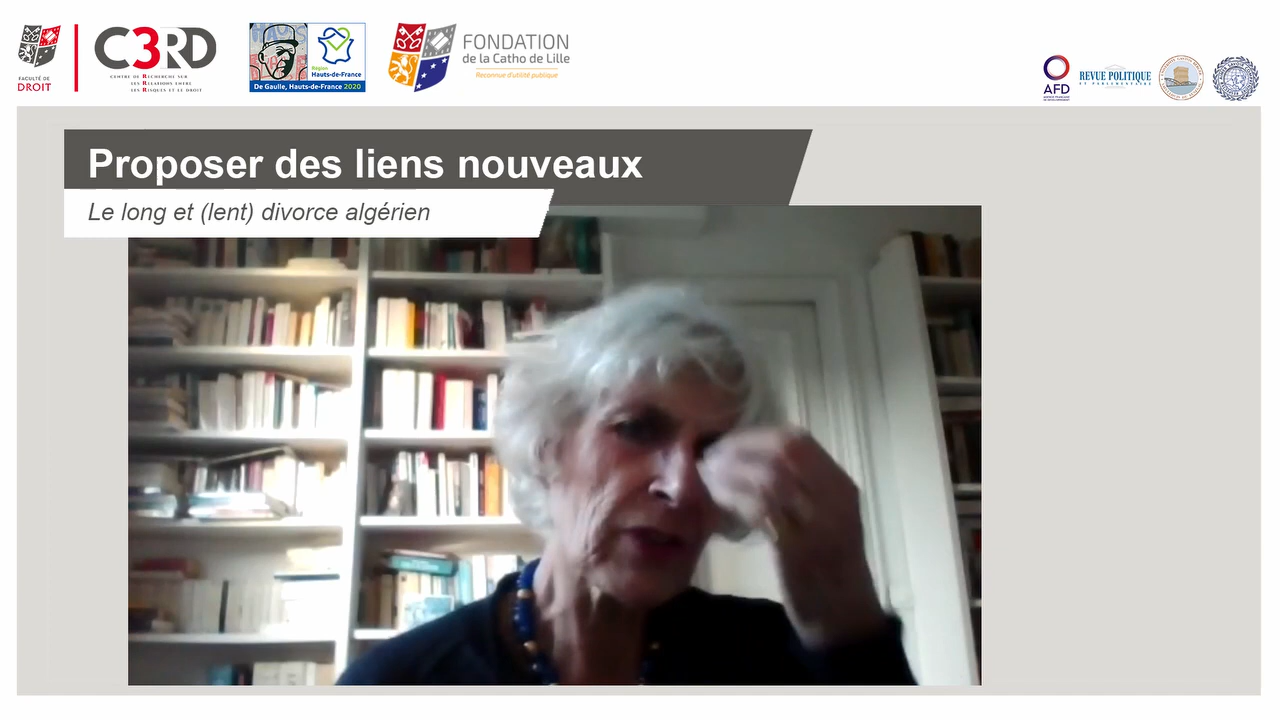 FACULTÉ DE
DROIT
C3RD
CENTRE DE RECHERCHE SUR
LES RELATIONS ENTRE
LES RISQUES ET LE DROIT
Région
Hauts-de-France
De Gaulle, Hauts-de-France 2020
FONDATION
de la Catho de Lille
Reconnue d'utilité publique
AFD
REVUE POLITIQUE
ET PARLEMENTAIRE
Proposer des liens nouveaux
Le long et (lent) divorce algérien